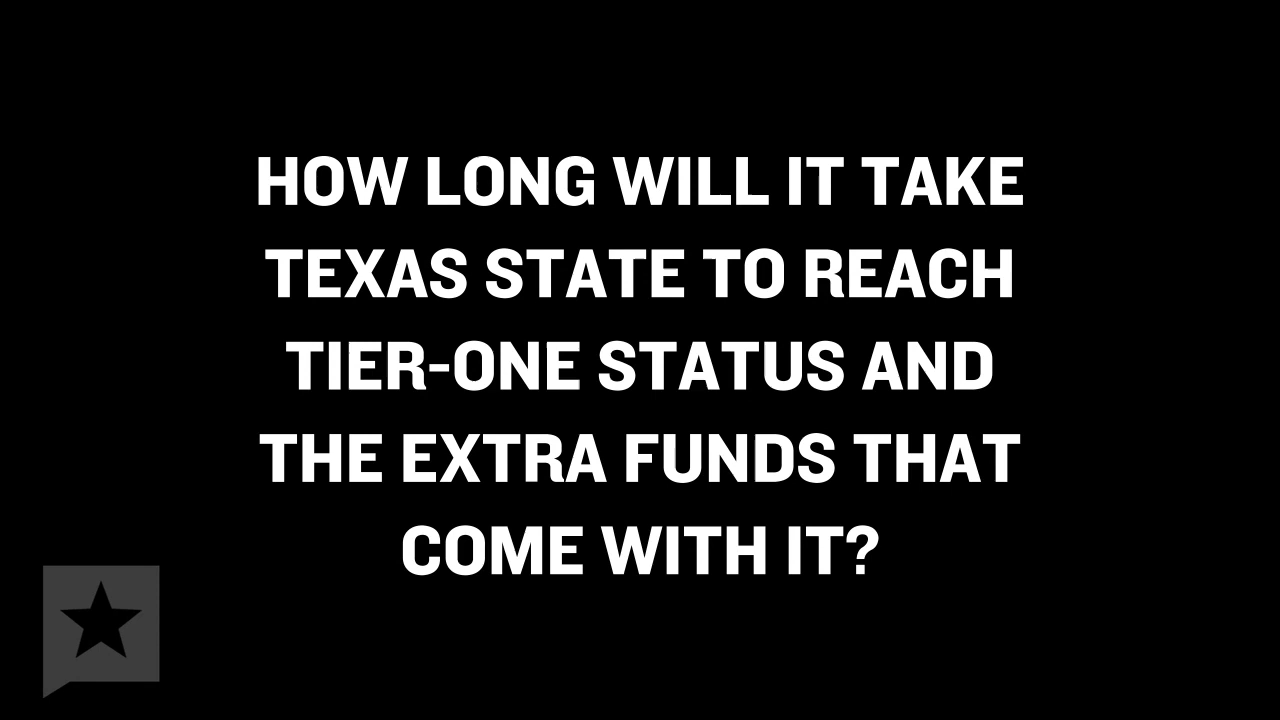 HOW LONG WILL IT TAKE
TEXAS STATE TO REACH
TIER-ONE STATUS AND
THE EXTRA FUNDS THAT
COME WITH IT?